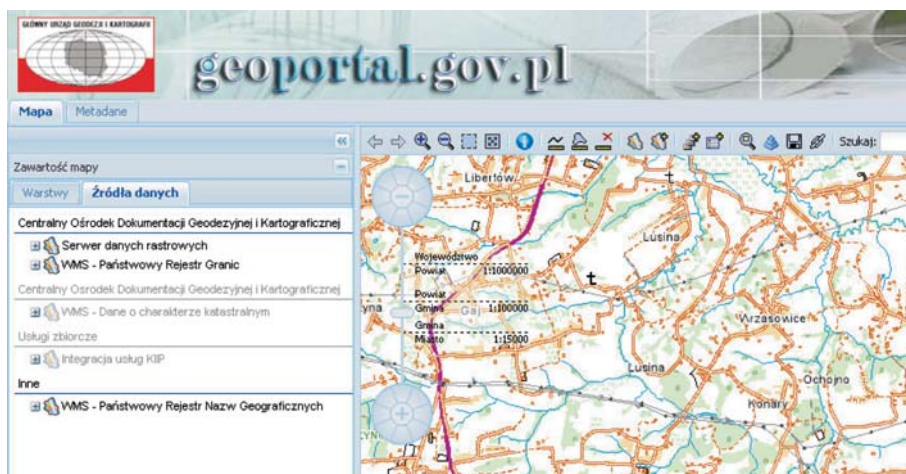 GŁÓWNY URZĄD GEODEZJI I KARTOGRAFII
geoportal.gov.pl
Mapa Metadane
Szukaj:
Zawartość mapy
Warstwy Źródła danych
Centralny Ośrodek Dokumentacji Geodezyjnej i Kartograficznej
Serwer danych rastrowych
WMS - Państwowy Rejestr Granic
Centralny Ośrodek Dokumentacji Geodezyjnej i Kartograficznej
WMS - Dane o charakterze katastralnym
Usługi zbiorcze
Integracja usług KIIP
Inne
WMS - Państwowy Rejestr Nazw Geograficznych
Libertów
Lusina
Województwo
Powiat 1:1000000
Powiat
Gmina 1:100000
Gaj
Gmina
Miasto 1:15000
Wrzasowice
Lusina
Ochojno
Konary